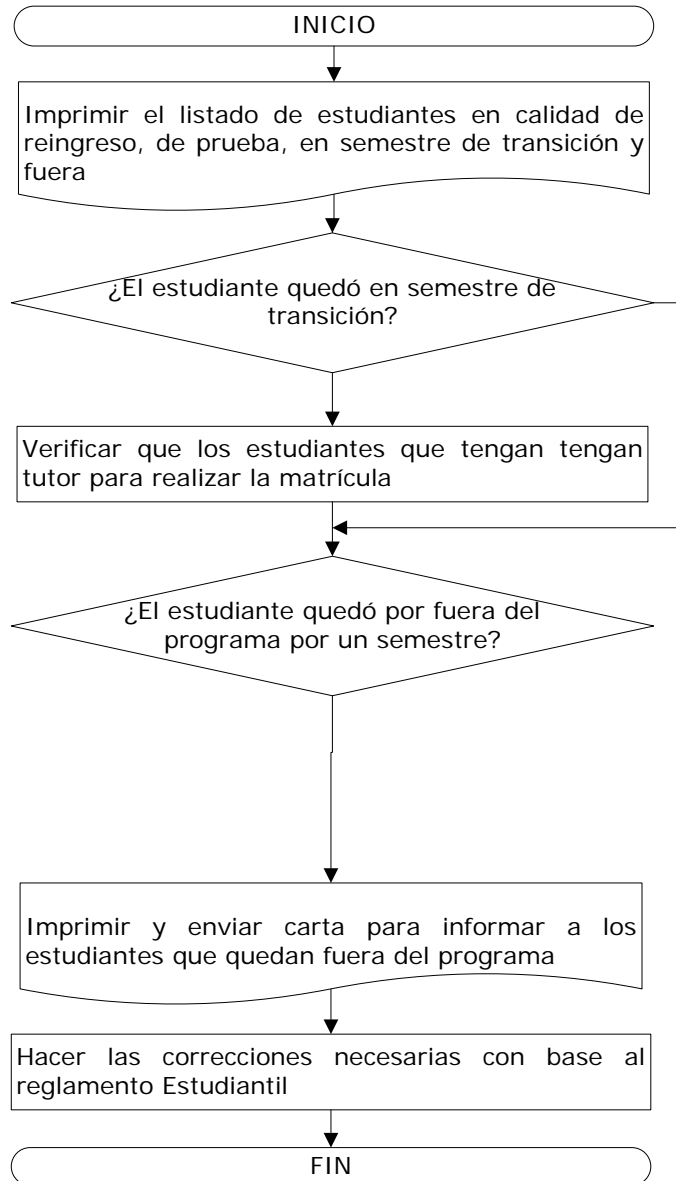 INICIO
Imprimir el listado de estudiantes en calidad de
reingreso, de prueba, en semestre de transición y
fuera
¿El estudiante quedó en semestre de
transición?
Verificar que los estudiantes que tengan tengan
tutor para realizar la matrícula
¿El estudiante quedó por fuera del
programa por un semestre?
Imprimir y enviar carta para informar a los
estudiantes que quedan fuera del programa
Hacer las correcciones necesarias con base al
reglamento Estudiantil
FIN